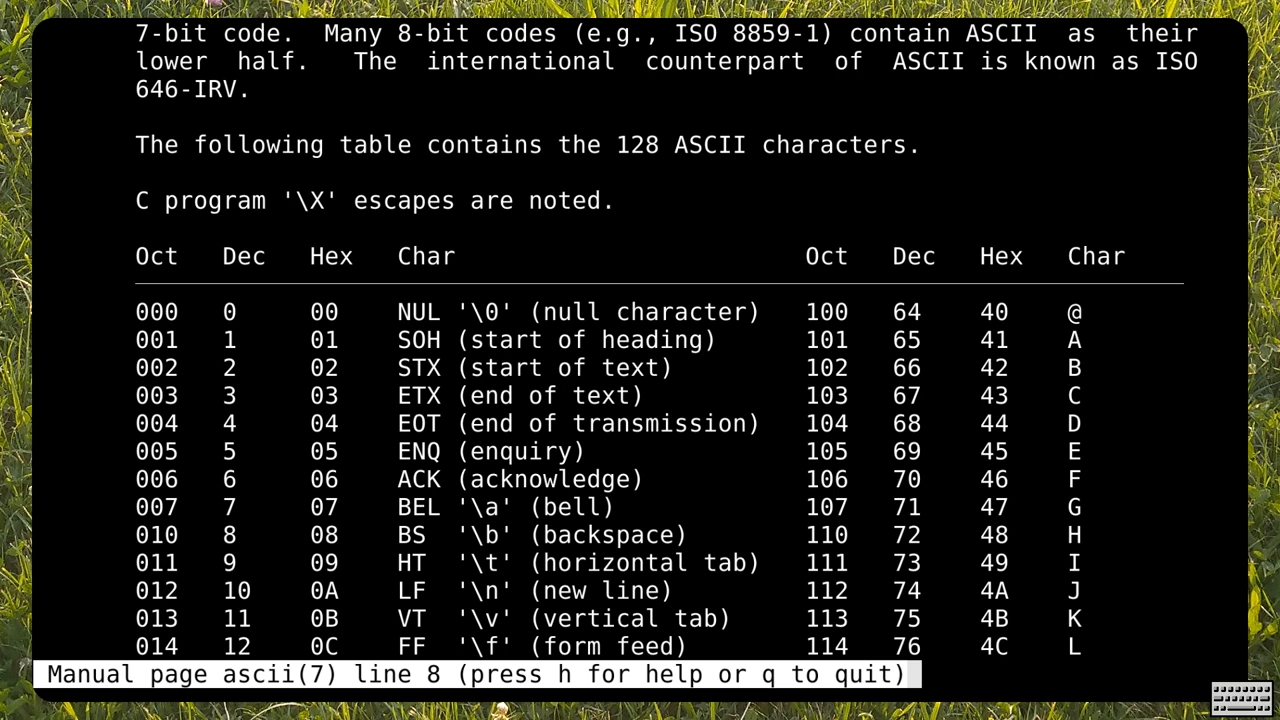 7-bit code.  Many 8-bit codes (e.g., ISO 8859-1) contain ASCII  as  their
lower  half.   The  international  counterpart  of  ASCII is known as ISO
646-IRV.
The following table contains the 128 ASCII characters.
C program '\X' escapes are noted.
Oct   Dec   Hex   Char                        Oct   Dec   Hex   Char
000   0     00    NUL '\0' (null character)   100   64    40    @
001   1     01    SOH (start of heading)      101   65    41    A
002   2     02    STX (start of text)         102   66    42    B
003   3     03    ETX (end of text)           103   67    43    C
004   4     04    EOT (end of transmission)   104   68    44    D
005   5     05    ENQ (enquiry)               105   69    45    E
006   6     06    ACK (acknowledge)           106   70    46    F
007   7     07    BEL '\a' (bell)             107   71    47    G
010   8     08    BS  '\b' (backspace)        110   72    48    H
011   9     09    HT  '\t' (horizontal tab)   111   73    49    I
012   10    0A    LF  '\n' (new line)         112   74    4A    J
013   11    0B    VT  '\v' (vertical tab)     113   75    4B    K
014   12    0C    FF  '\f' (form feed)        114   76    4C    L
Manual page ascii(7) line 8 (press h for help or q to quit)